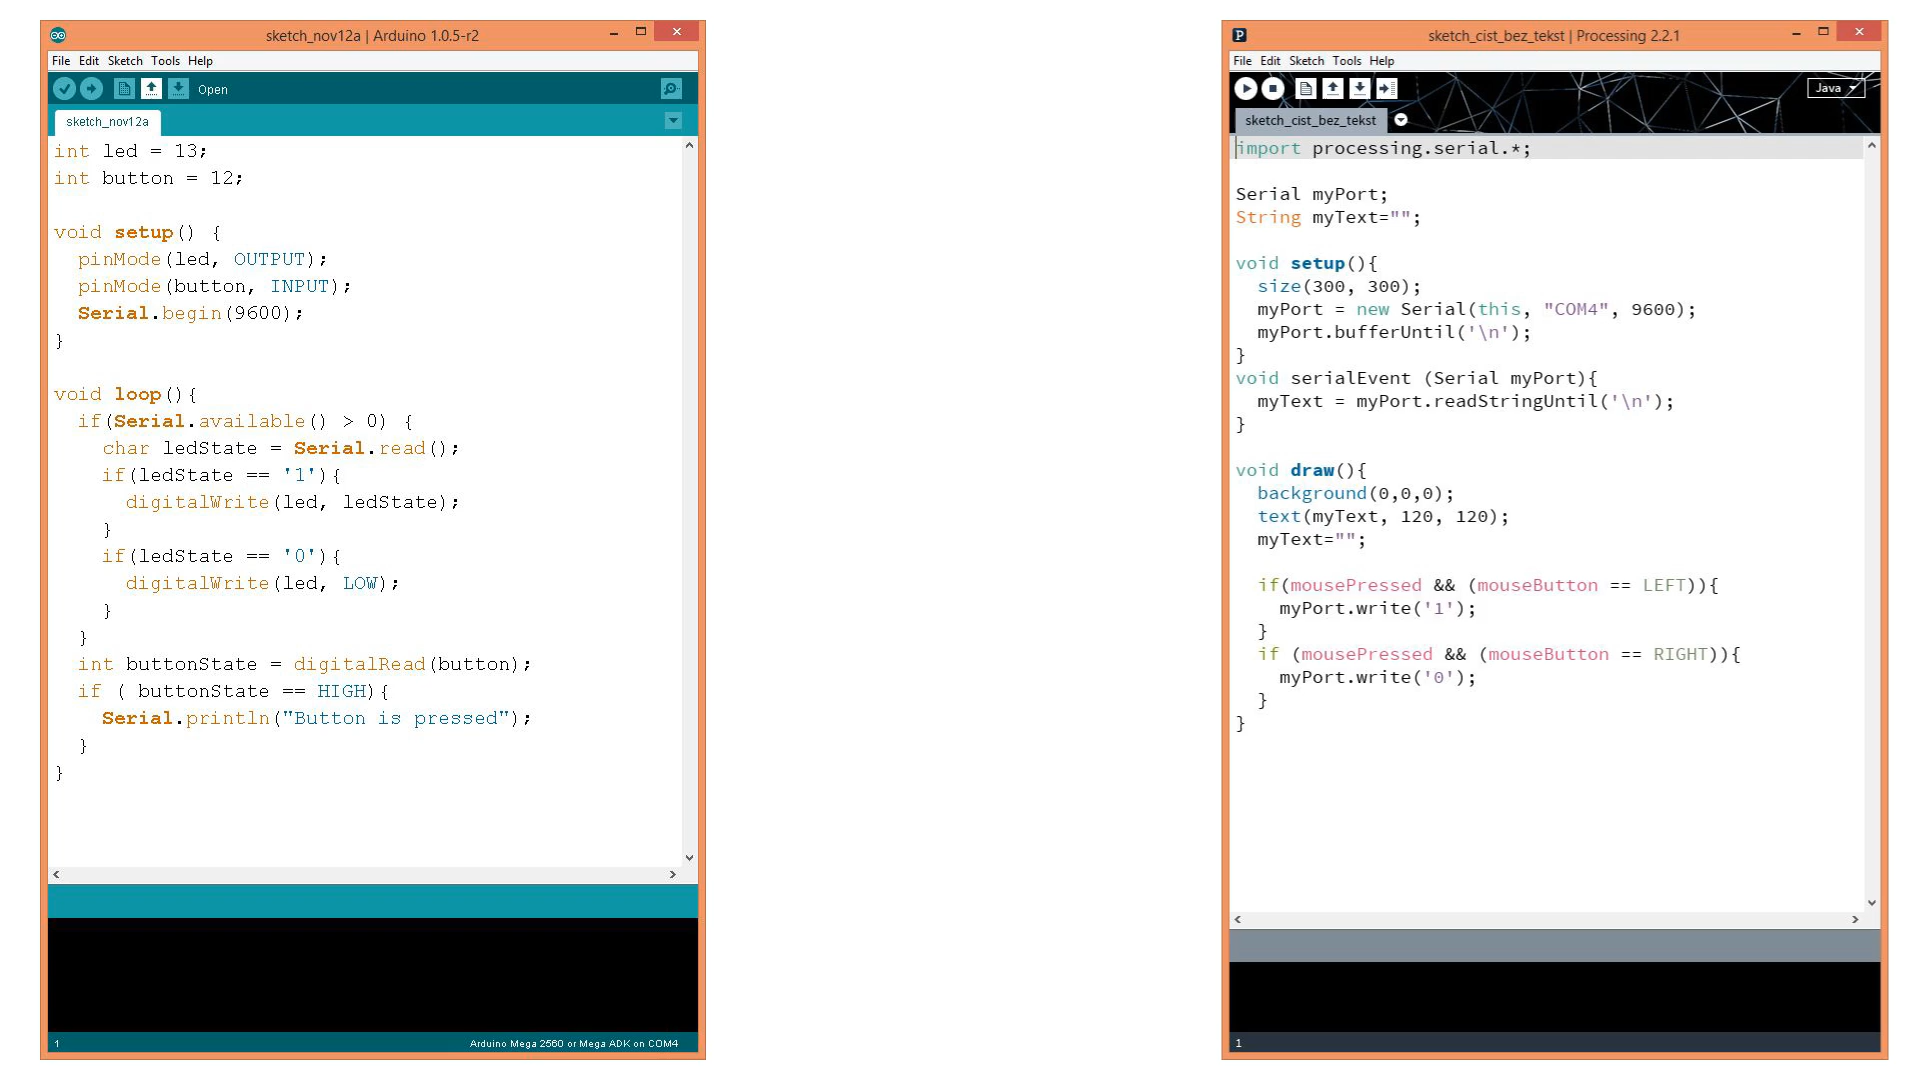 sketch_nov12a | Arduino 1.0.5-r2
File Edit Sketch Tools Help
Open
sketch_nov12a
int led = 13;
int button = 12;
void setup() {
pinMode(led, OUTPUT);
pinMode(button, INPUT);
Serial.begin(9600);
}
void loop(){
if(Serial.available() > 0) {
char ledState = Serial.read();
if(ledState == '1'){
digitalWrite(led, ledState);
}
if(ledState == '0'){
digitalWrite(led, LOW);
}
}
int buttonState = digitalRead(button);
if ( buttonState == HIGH){
Serial.println("Button is pressed");
}
}
1
Arduino Mega 2560 or Mega ADK on COM4
P
sketch_cist_bez_tekst | Processing 2.2.1
File Edit Sketch Tools Help
Java
sketch_cist_bez_tekst
import processing.serial.*;
Serial myPort;
String myText="";
void setup(){
size(300, 300);
myPort = new Serial(this, "COM4", 9600);
myPort.bufferUntil('\n');
}
void serialEvent (Serial myPort){
myText = myPort.readStringUntil('\n');
}
void draw(){
background(0,0,0);
text(myText, 120, 120);
myText="";
if(mousePressed && (mouseButton == LEFT)){
myPort.write('1');
}
if (mousePressed && (mouseButton == RIGHT)){
myPort.write('0');
}
}
1